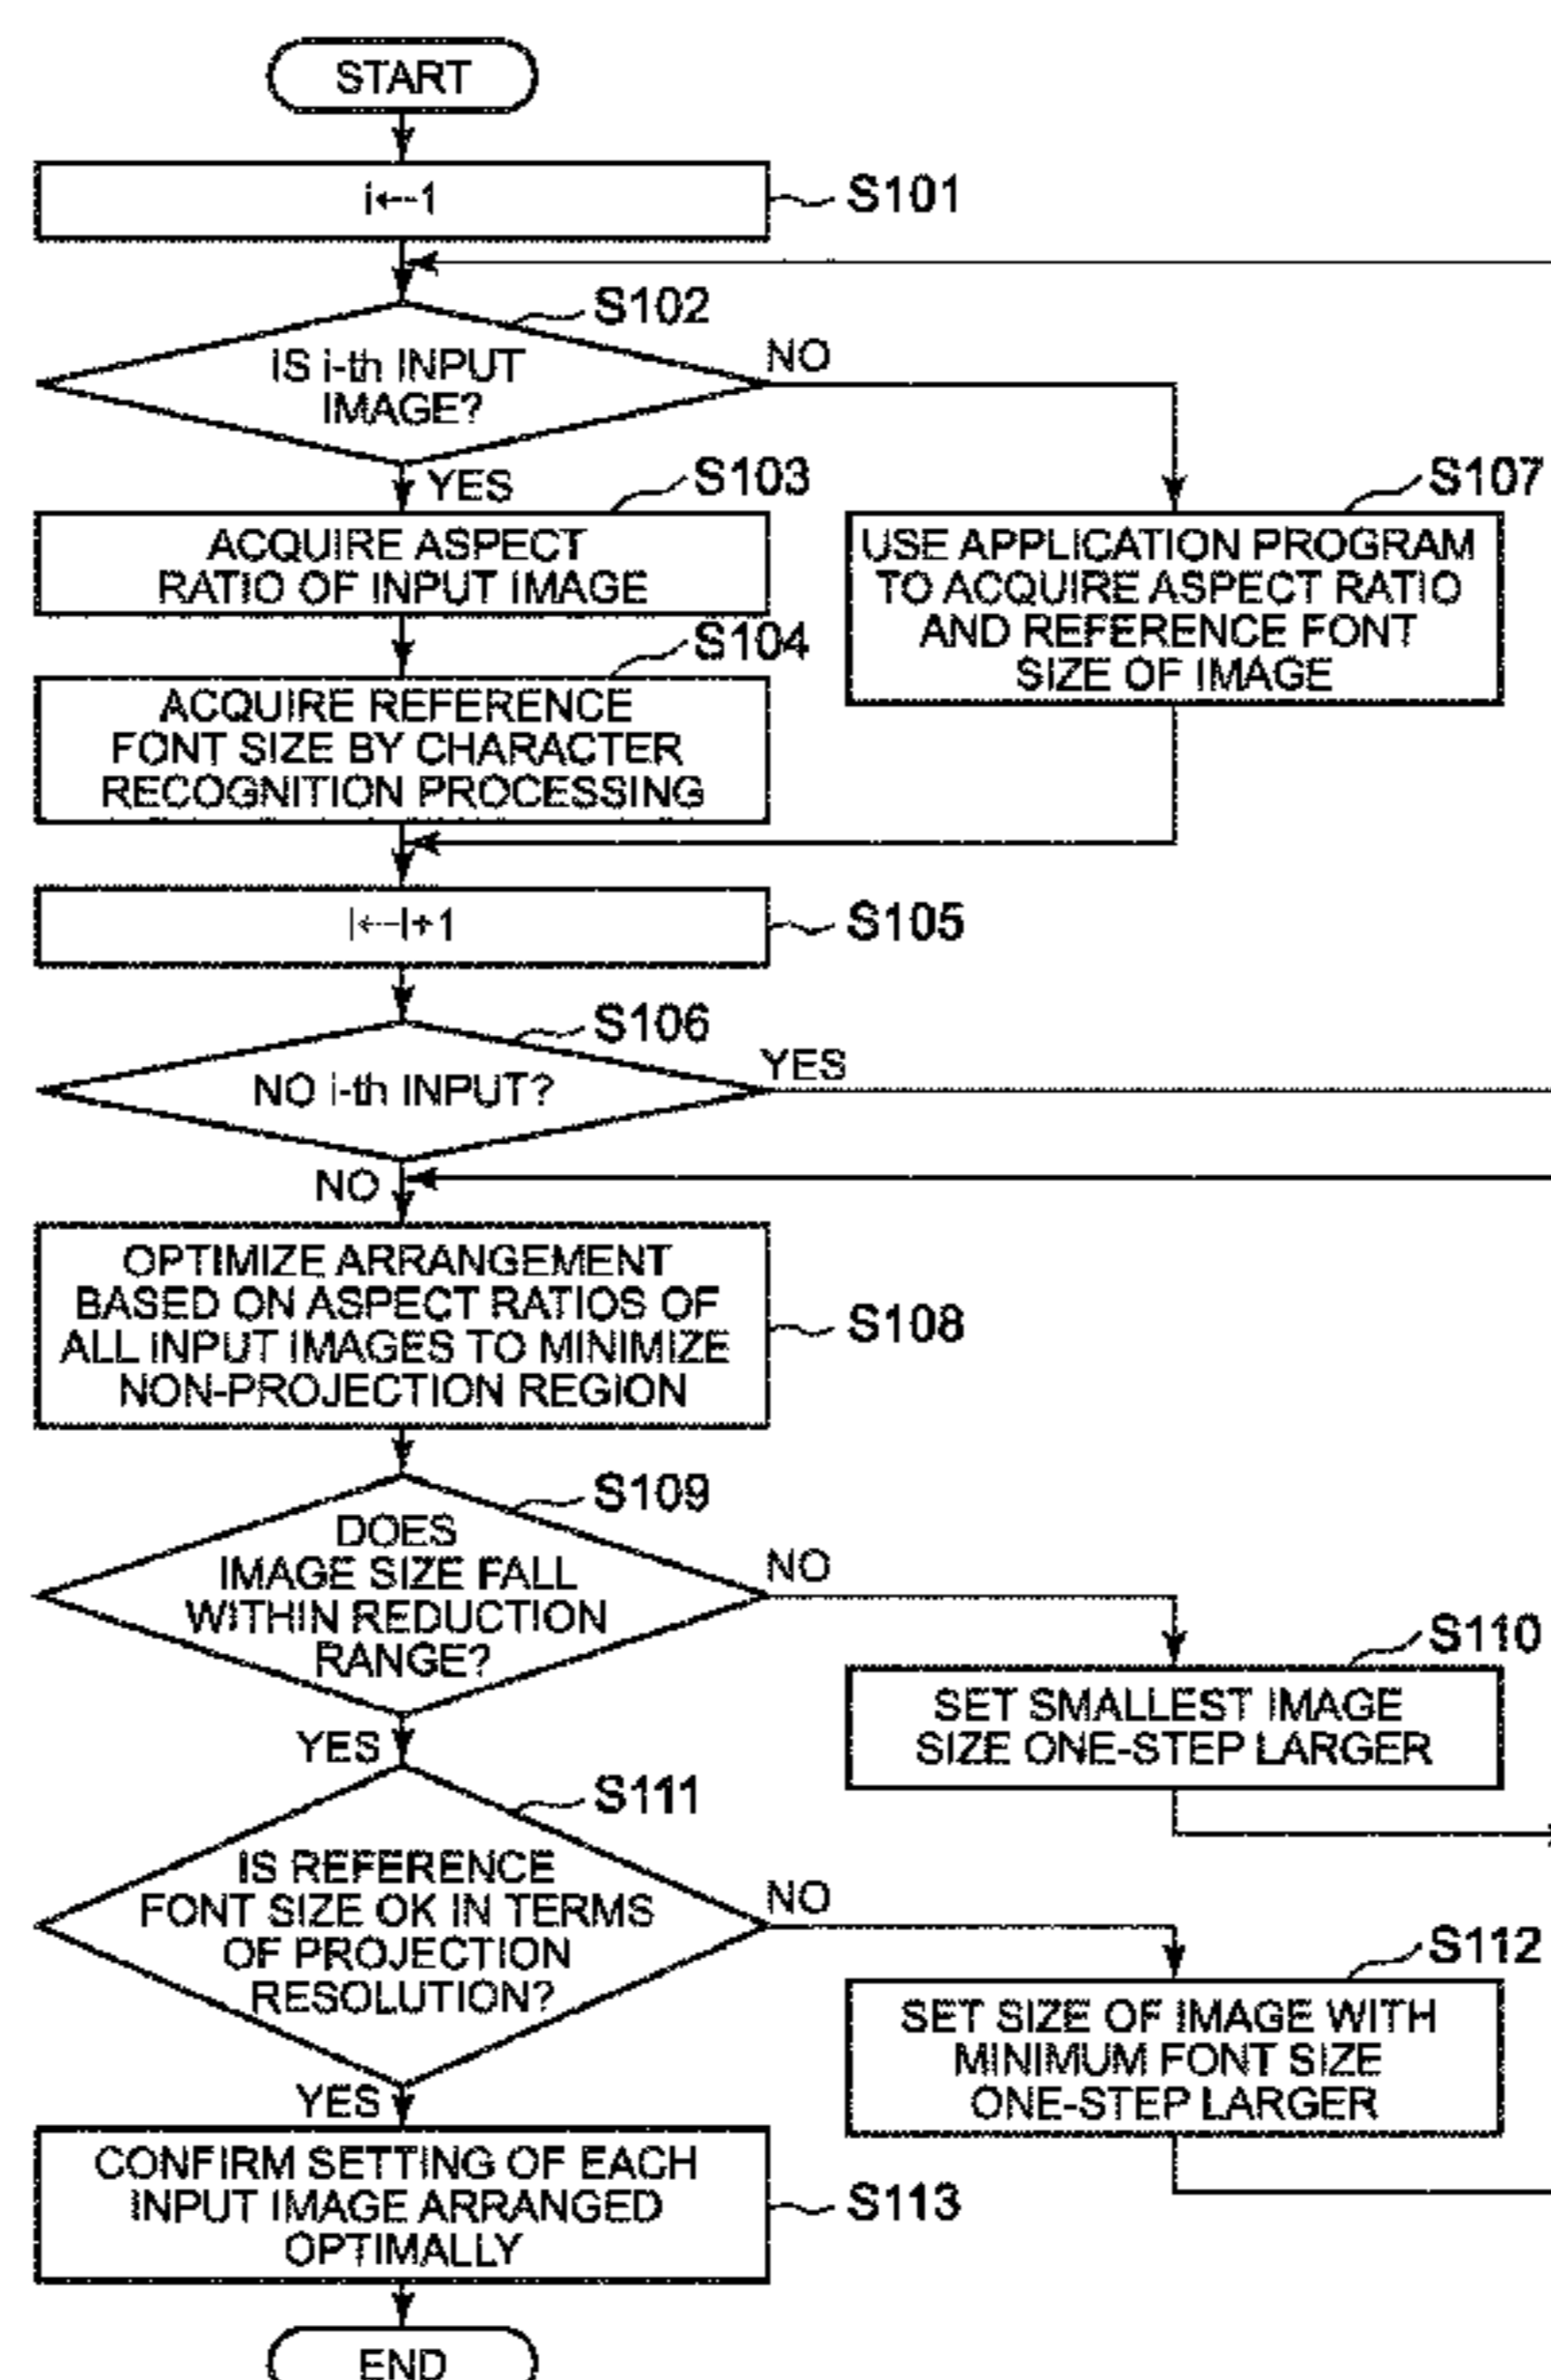 START
i←1
S101
S102
IS i-th INPUT
IMAGE?
NO
YES
S103
ACQUIRE ASPECT
RATIO OF INPUT IMAGE
S107
USE APPLICATION PROGRAM
TO ACQUIRE ASPECT RATIO
AND REFERENCE FONT
SIZE OF IMAGE
S104
ACQUIRE REFERENCE
FONT SIZE BY CHARACTER
RECOGNITION PROCESSING
I←I+1
S105
S106
NO i-th INPUT?
YES
NO
OPTIMIZE ARRANGEMENT
BASED ON ASPECT RATIOS OF
ALL INPUT IMAGES TO MINIMIZE
NON-PROJECTION REGION
S108
S109
DOES
IMAGE SIZE FALL
WITHIN REDUCTION
RANGE?
NO
YES
S110
SET SMALLEST IMAGE
SIZE ONE-STEP LARGER
S111
IS REFERENCE
FONT SIZE OK IN TERMS
OF PROJECTION
RESOLUTION?
NO
YES
S112
SET SIZE OF IMAGE WITH
MINIMUM FONT SIZE
ONE-STEP LARGER
CONFIRM SETTING OF EACH
INPUT IMAGE ARRANGED
OPTIMALLY
S113
END